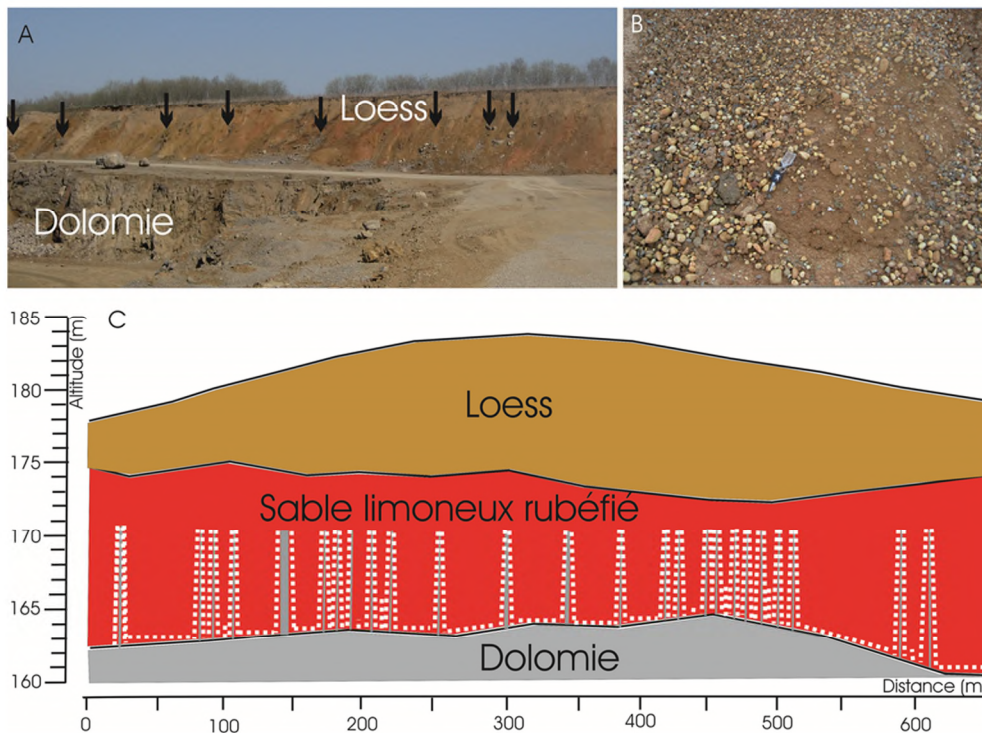 A
Loess
Dolomie
B
C
185
180
175
170
165
160
Altitude (m)
Loess
Sable limoneux rubéfié
Dolomie
Distance (m
0 100 200 300 400 500 600